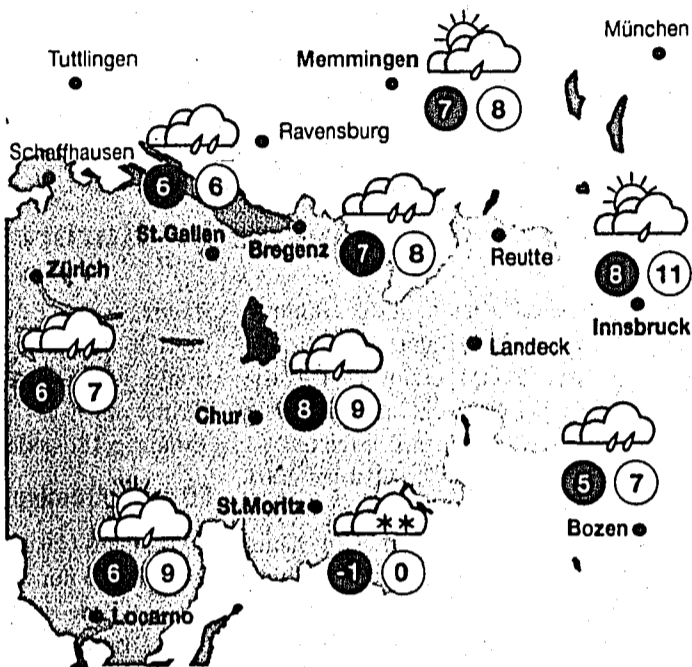 München
Tuttlingen
Memmingen
7 8
Ravensburg
Schaffhausen
6 6
St.Gallen
Bregenz
7 8
Reutte
Zürich
8 11
Innsbruck
Landeck
6 7
Chur
8 9
5 7
St.Moritz
Bozen
6 9
-1 0
Locarno